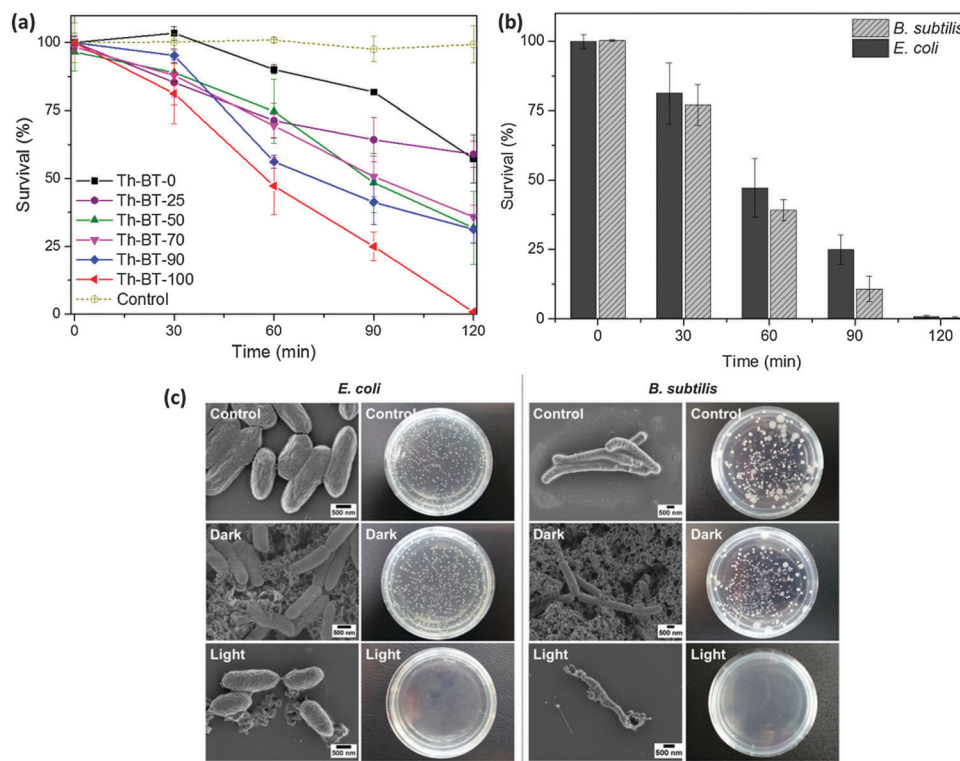 (a)
Survival (%)
100
75
50
25
0
Th-BT-0
Th-BT-25
Th-BT-50
Th-BT-70
Th-BT-90
Th-BT-100
Control
0 30 60 90 120
Time (min)
(b)
Survival (%)
100
75
50
25
0
B. subtilis
E. coli
0 30 60 90 120
Time (min)
(c)
E. coli B. subtilis
Control Control Control Control
500 nm 500 nm
Dark Dark Dark Dark
500 nm 500 nm
Light Light Light Light
500 nm 500 nm